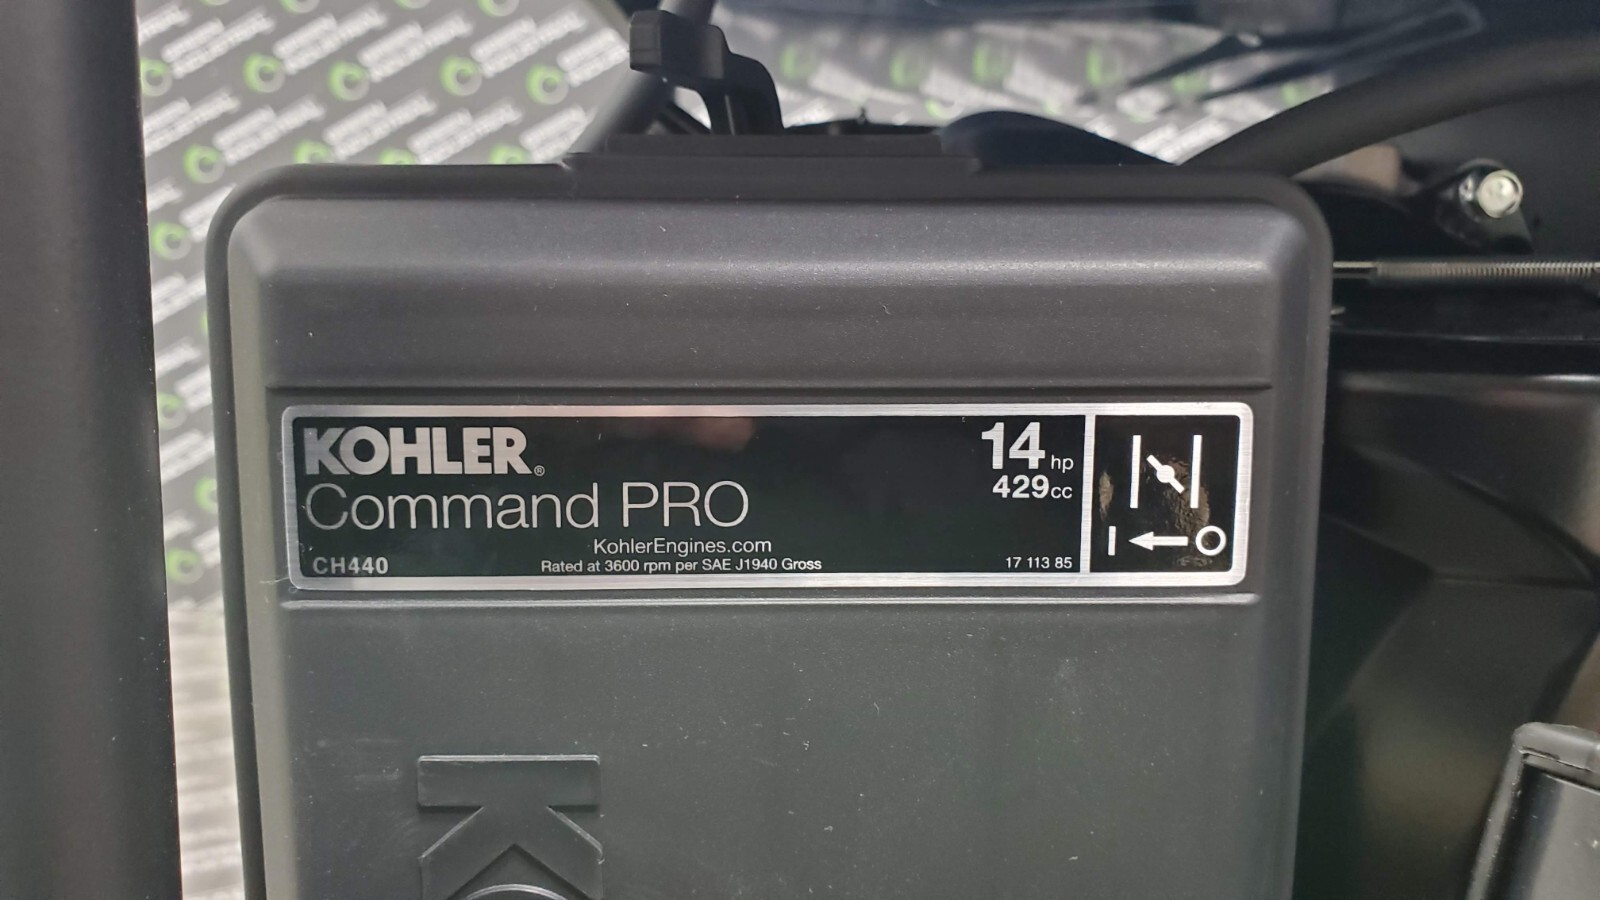 KOHLER®
Command PRO
14 hp
429cc
KohlerEngines.com
CH440
Rated at 3600 rpm per SAE J1940 Gross
17 113 85
K